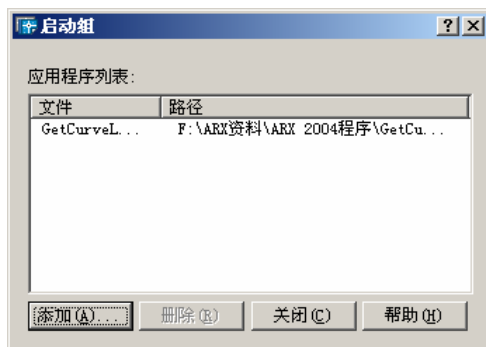 启动组
应用程序列表:
文件 路径
GetCurveL... F:\ARX资料\ARX 2004程序\GetCu...
添加(A)... 删除(R) 关闭(C) 帮助(H)